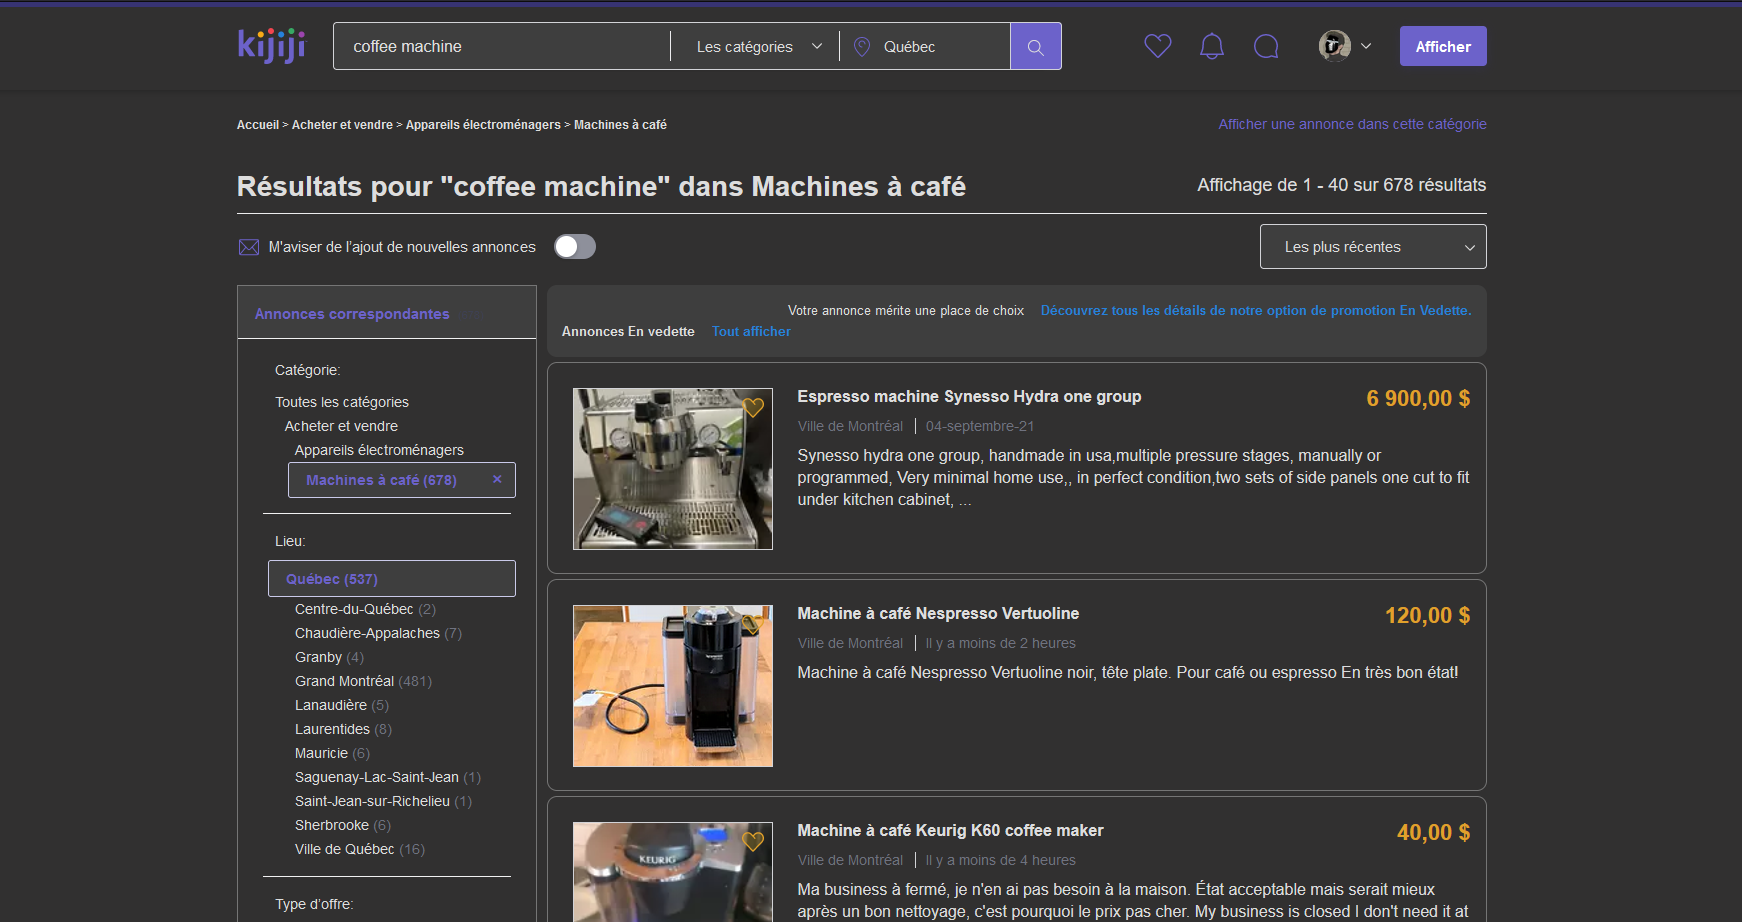 kijiji
coffee machine
Les catégories
Québec
Afficher
Accueil > Acheter et vendre > Appareils électroménagers > Machines à café
Afficher une annonce dans cette catégorie
Résultats pour "coffee machine" dans Machines à café
Affichage de 1 - 40 sur 678 résultats
M'aviser de l'ajout de nouvelles annonces
Les plus récentes
Annonces correspondantes
Catégorie:
Toutes les catégories
Acheter et vendre
Appareils électroménagers
Machines à café (678) ×
Lieu:
Québec (537)
Centre-du-Québec (2)
Chaudière-Appalaches (7)
Granby (4)
Grand Montréal (481)
Lanaudière (5)
Laurentides (8)
Mauricie (6)
Saguenay-Lac-Saint-Jean (1)
Saint-Jean-sur-Richelieu (1)
Sherbrooke (6)
Ville de Québec (16)
Type d'offre:
Votre annonce mérite une place de choix Découvrez tous les détails de notre option de promotion En Vedette.
Annonces En vedette Tout afficher
Espresso machine Synesso Hydra one group
6 900,00 $
Ville de Montréal | 04-septembre-21
Synesso hydra one group, handmade in usa,multiple pressure stages, manually or
programmed, Very minimal home use,, in perfect condition,two sets of side panels one cut to fit
under kitchen cabinet, ...
Machine à café Nespresso Vertuoline
120,00 $
Ville de Montréal | Il y a moins de 2 heures
Machine à café Nespresso Vertuoline noir, tête plate. Pour café ou espresso En très bon état!
KEURIG
Machine à café Keurig K60 coffee maker
40,00 $
Ville de Montréal | Il y a moins de 4 heures
Ma business à fermé, je n'en ai pas besoin à la maison. État acceptable mais serait mieux
après un bon nettoyage, c'est pourquoi le prix pas cher. My business is closed I don't need it at